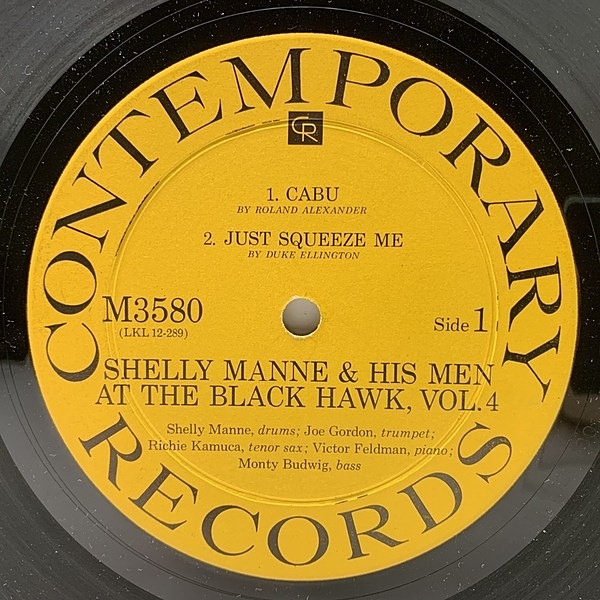 CONTEMPORARY
CR
1. CABU
BY ROLAND ALEXANDER
2. JUST SQUEEZE ME
BY DUKE ELLINGTON
M3580
(LKL 12-289)
Side 1
SHELLY MANNE & HIS MEN
AT THE BLACK HAWK, VOL. 4
Shelly Manne, drums; Joe Gordon, trumpet;
Richie Kamuca, tenor sax; Victor Feldman, piano;
Monty Budwig, bass
RECORDS